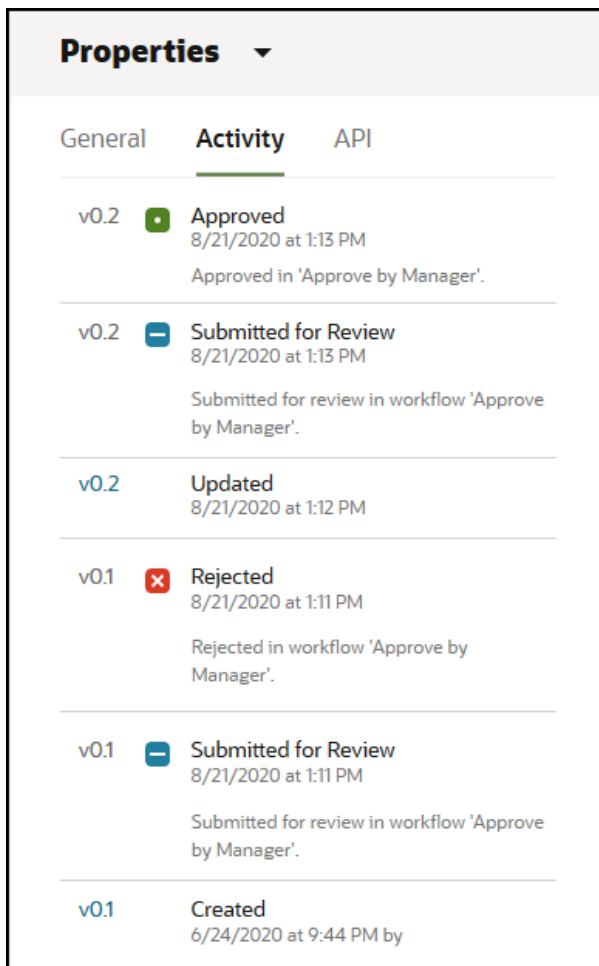 Properties
General Activity API
v0.2 Approved
8/21/2020 at 1:13 PM
Approved in 'Approve by Manager'.
v0.2 Submitted for Review
8/21/2020 at 1:13 PM
Submitted for review in workflow 'Approve
by Manager'.
v0.2 Updated
8/21/2020 at 1:12 PM
v0.1 Rejected
8/21/2020 at 1:11 PM
Rejected in workflow 'Approve by
Manager'.
v0.1 Submitted for Review
8/21/2020 at 1:11 PM
Submitted for review in workflow 'Approve
by Manager'.
v0.1 Created
6/24/2020 at 9:44 PM by